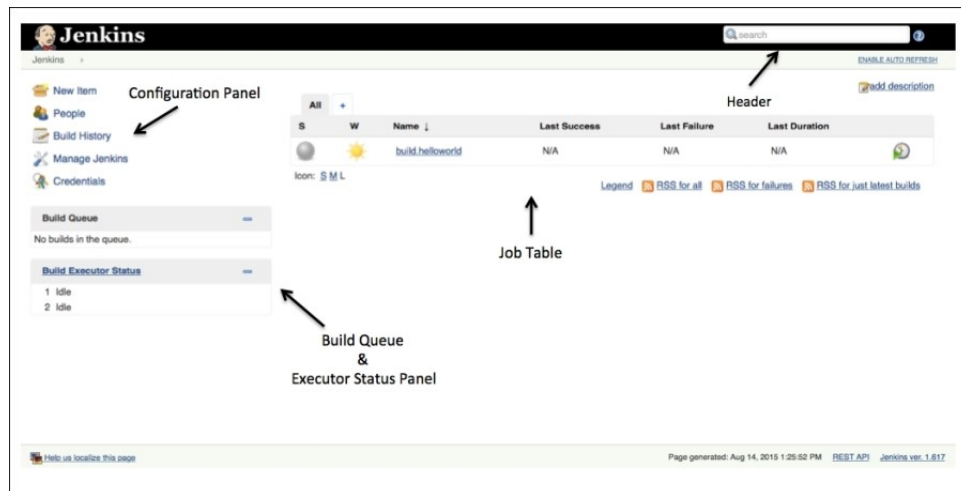 Jenkins
search
Jenkins
ENABLE AUTO REFRESH
New Item
People
Build History
Manage Jenkins
Credentials
Configuration Panel
Header
add description
All +
S W Name ↓ Last Success Last Failure Last Duration
build.helloworld N/A N/A N/A
Icon: S M L
Legend RSS for all RSS for failures RSS for just latest builds
Job Table
Build Queue
No builds in the queue.
Build Executor Status
1 Idle
2 Idle
Build Queue
&
Executor Status Panel
Help us localize this page
Page generated: Aug 14, 2015 1:25:52 PM REST API Jenkins ver. 1.617